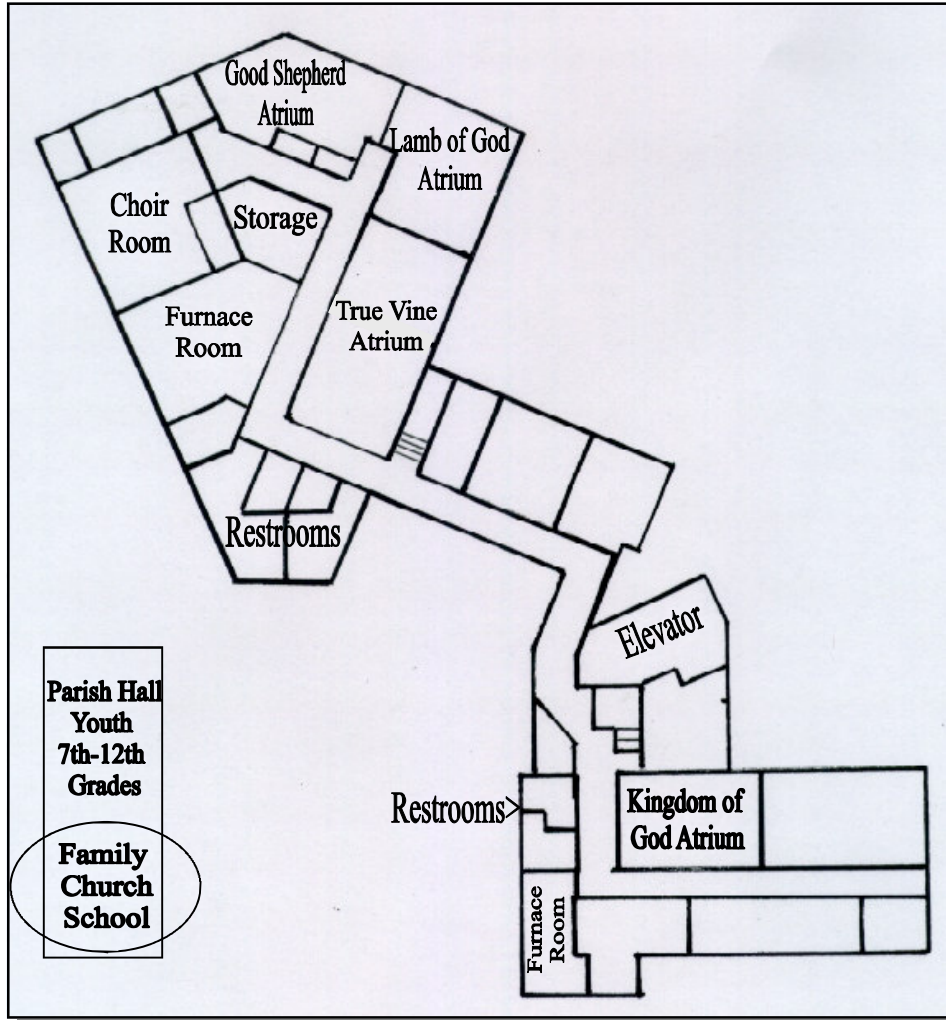 Good Shepherd
Atrium
Lamb of God
Atrium
Choir
Room
Storage
Furnace
Room
True Vine
Atrium
Restrooms
Elevator
Parish Hall
Youth
7th-12th
Grades
Family
Church
School
Restrooms
Kingdom of
God Atrium
Furnace
Room